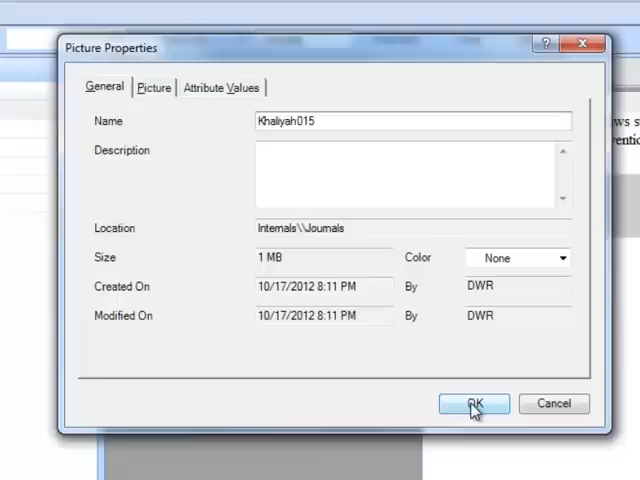 Picture Properties
General Picture Attribute Values
Name Khaliyah015
Description
Location Internals\\Journals
Size 1 MB Color None
Created On 10/17/2012 8:11 PM By DWR
Modified On 10/17/2012 8:11 PM By DWR
OK Cancel